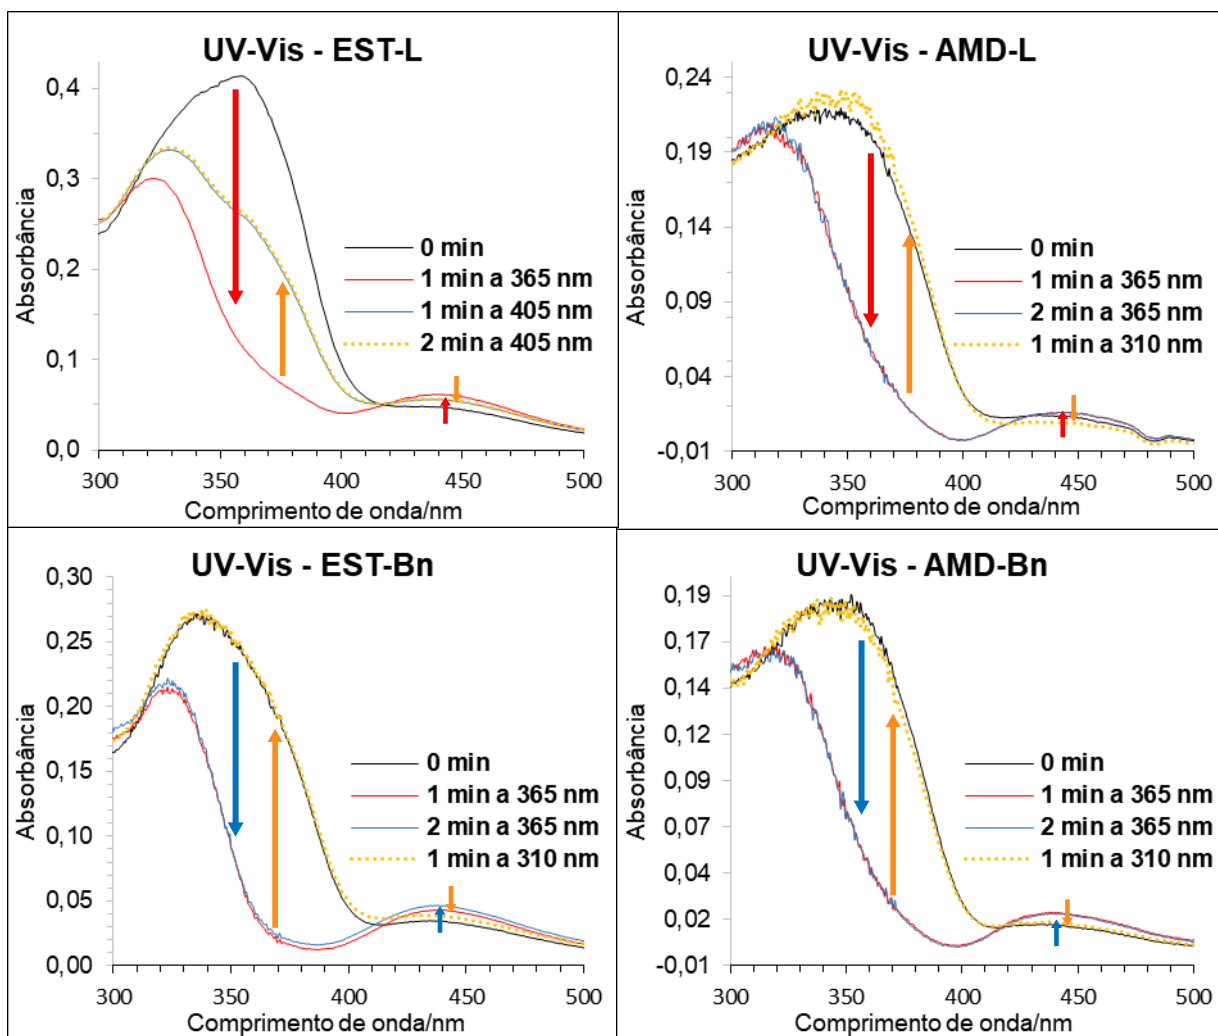 UV-Vis - EST-L
Absorbância
0,4
0,3
0,2
0,1
0,0
0 min
1 min a 365 nm
1 min a 405 nm
2 min a 405 nm
300 350 400 450 500
Comprimento de onda/nm
UV-Vis - AMD-L
Absorbância
0,24
0,19
0,14
0,09
0,04
-0,01
0 min
1 min a 365 nm
2 min a 365 nm
1 min a 310 nm
300 350 400 450 500
Comprimento de onda/nm
UV-Vis - EST-Bn
Absorbância
0,30
0,25
0,20
0,15
0,10
0,05
0,00
0 min
1 min a 365 nm
2 min a 365 nm
1 min a 310 nm
300 350 400 450 500
Comprimento de onda/nm
UV-Vis - AMD-Bn
Absorbância
0,19
0,17
0,14
0,12
0,09
0,07
0,04
0,02
-0,01
0 min
1 min a 365 nm
2 min a 365 nm
1 min a 310 nm
300 350 400 450 500
Comprimento de onda/nm